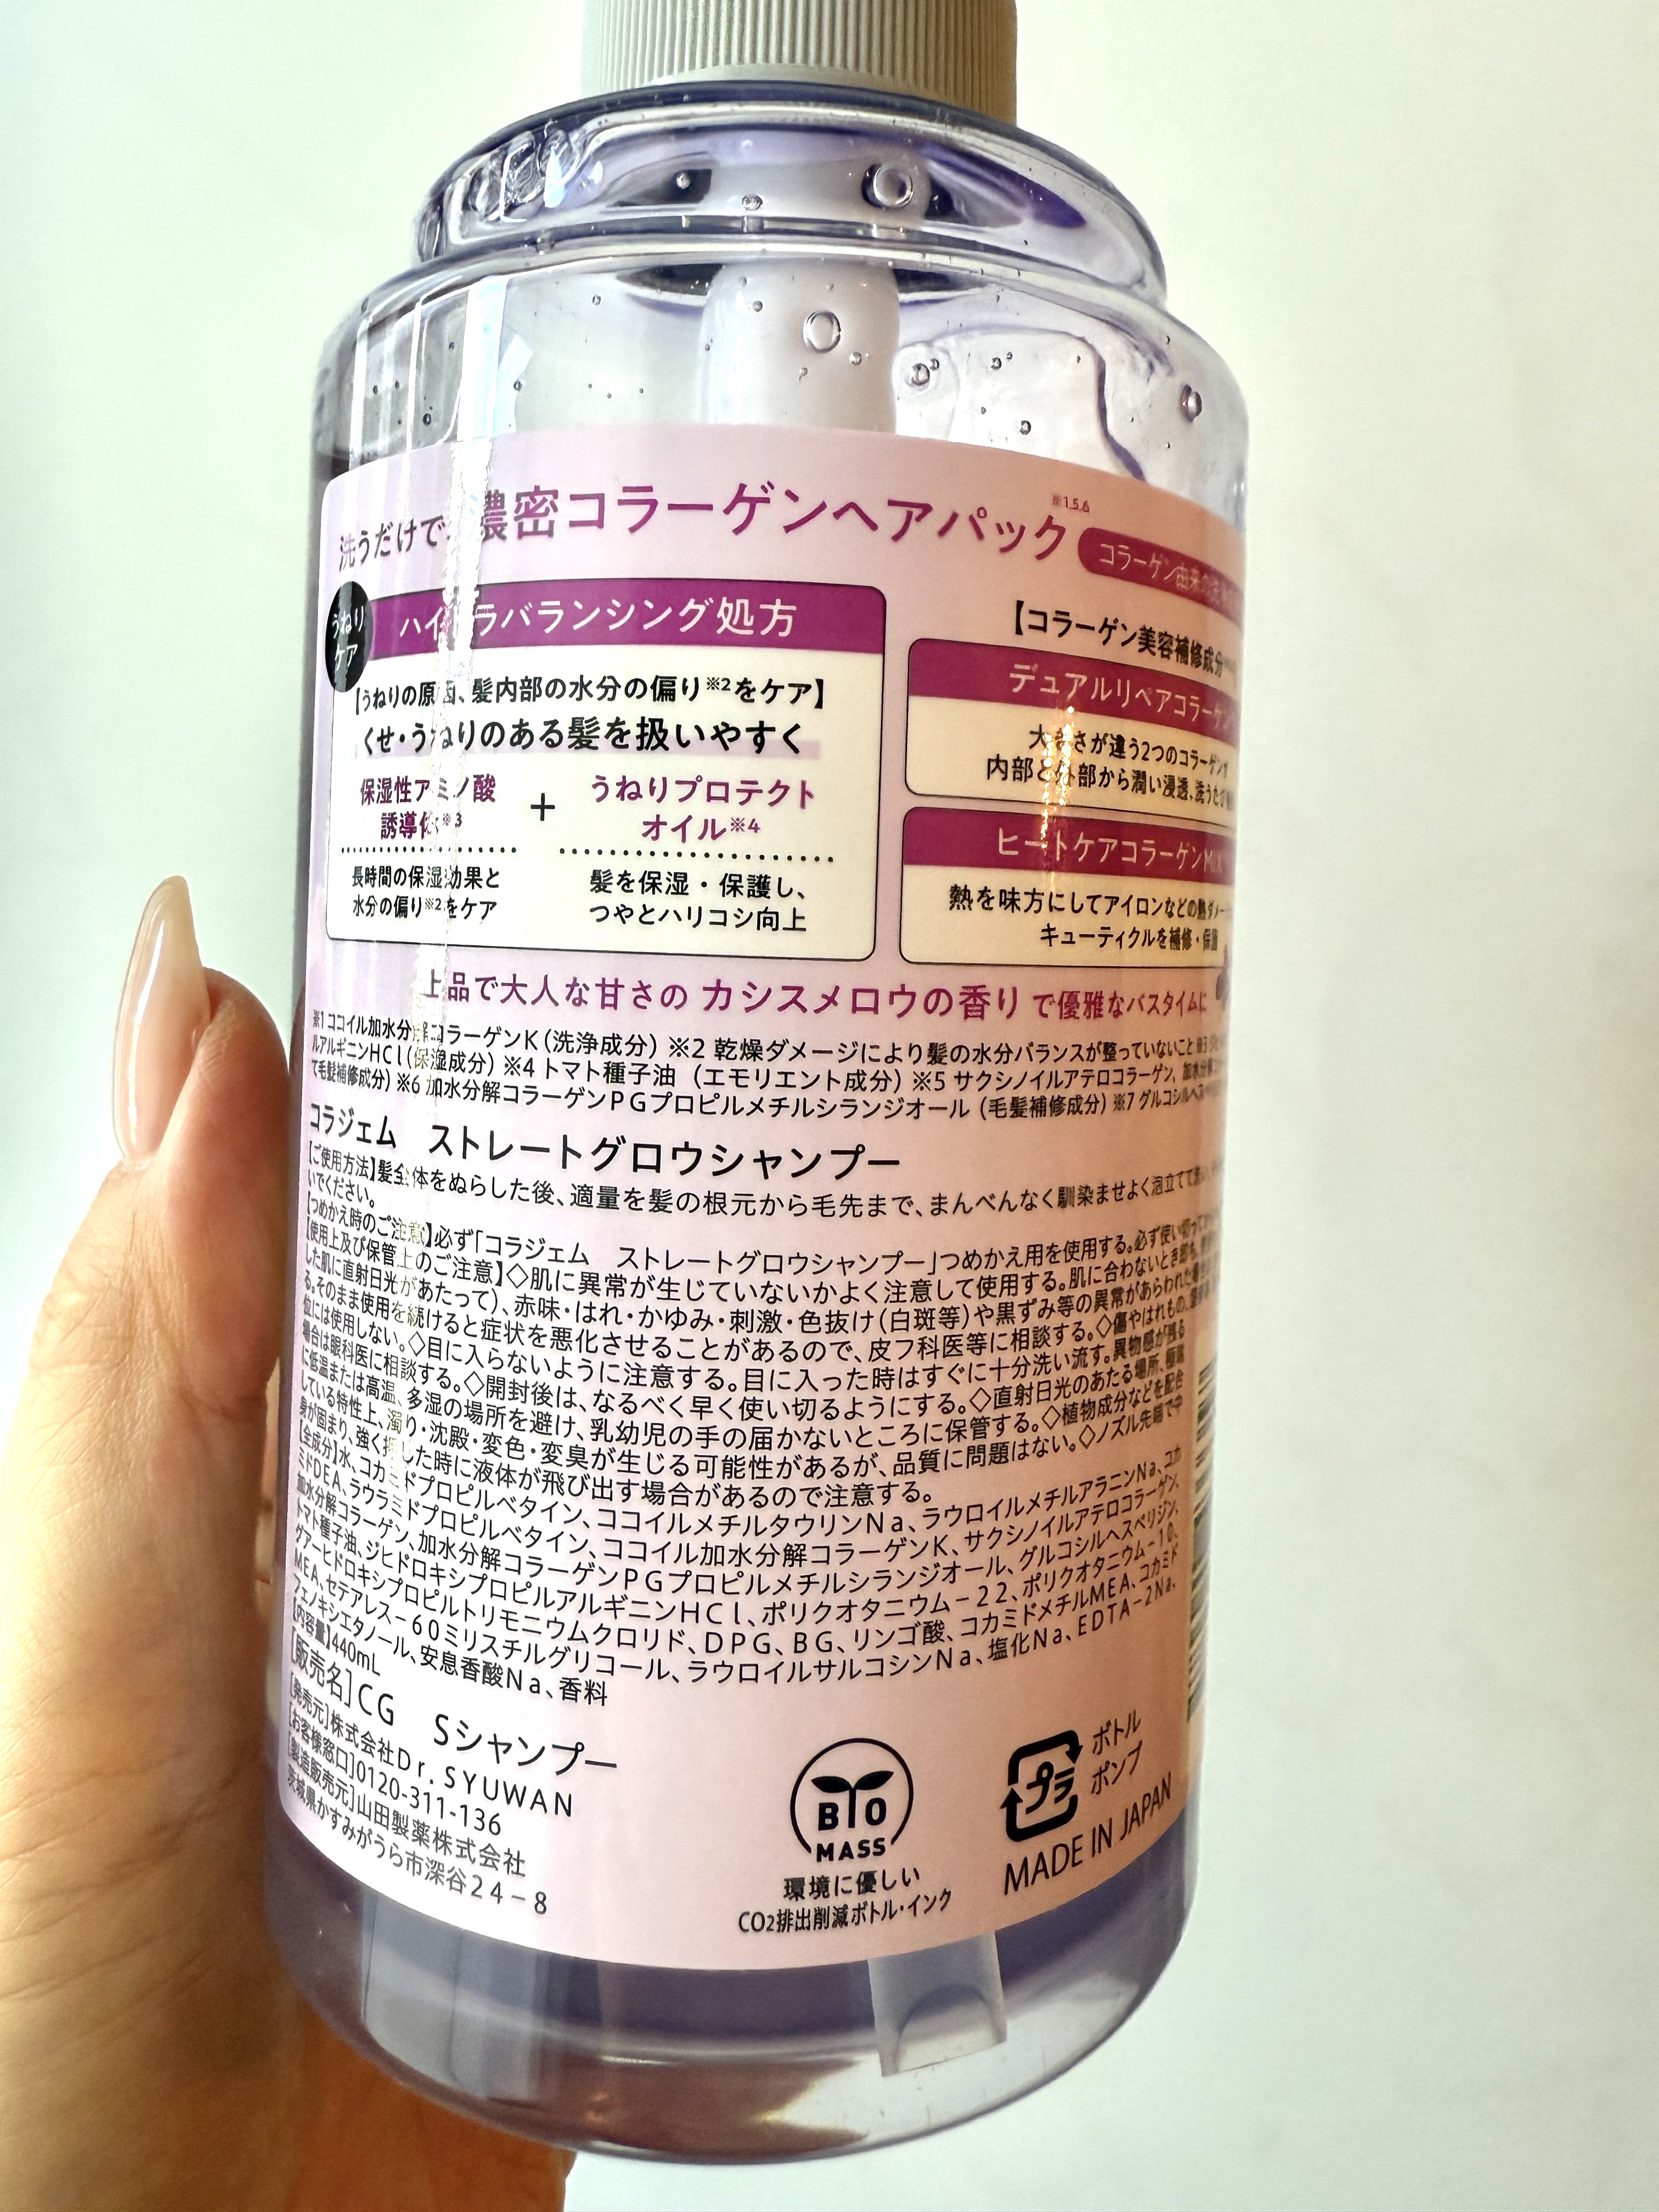 洗うだけで 濃密コラーゲンヘアパック
※1.5.6
コラーゲン由来
うねり
ケア
ハイ ラバランシング処方
【うねりの原因、髪内部の水分の偏り※2をケア】
くせ・うねりのある髪を扱いやすく
保湿性アミノ酸
誘導体※3
+
うねりプロテクト
オイル※4
長時間の保湿効果と
水分の偏り※2をケア
髪を保湿・保護し、
つやとハリコシ向上
【コラーゲン美容補修成分
デュアルリペアコラーゲン
大きさが違う2つのコラーゲンが
内部と外部から潤い浸透、洗うたび
ヒートケアコラーゲンMIX
熱を味方にしてアイロンなどの熱ダメー
キューティクルを補修・保護
上品で大人な甘さの カシスメロウの香り で優雅なバスタイムに
※1 ココイル加水分解コラーゲンK(洗浄成分) ※2 乾燥ダメージにより髪の水分バランスが整っていないこと
ルアルギニンHCl(保湿成分) ※4 トマト種子油 (エモリエント成分) ※5 サクシノイルアテロコラーゲン、加水分解コ
て毛髪補修成分) ※6 加水分解コラーゲンPGプロピルメチルシランジオール (毛髪補修成分) ※7 グルコシルヘス
コラジェム ストレートグロウシャンプー
【ご使用方法】髪全体をぬらした後、適量を髪の根元から毛先まで、まんべんなく馴染ませよく泡立てて
いでください。
【つめかえ時のご注意】必ず「コラジェム ストレートグロウシャンプー」つめかえ用を使用する。必ず使い切って
【使用上及び保管上のご注意】◇肌に異常が生じていないかよく注意して使用する。肌に合わないとき
した肌に直射日光があたって)、赤味・はれ・かゆみ・刺激・色抜け(白斑等)や黒ずみ等の異常があらわれた
る。そのまま使用を続けると症状を悪化させることがあるので、皮フ科医等に相談する。◇傷やはれもの、
位には使用しない。◇目に入らないように注意する。目に入った時はすぐに十分洗い流す。異物感が残る
場合は眼科医に相談する。◇開封後は、なるべく早く使い切るようにする。◇直射日光のあたる場所、極端
に低温または高温、多湿の場所を避け、乳幼児の手の届かないところに保管する。◇植物成分などを配合
している特性上、濁り・沈殿・変色・変臭が生じる可能性があるが、品質に問題はない。◇ノズル先端で中
身が固まり、強く押した時に液体が飛び出す場合があるので注意する。
【全成分】水、コカミドプロピルベタイン、ココイルメチルタウリンNa、ラウロイルメチルアラニンNa、コカ
ミドDEA、ラウラミドプロピルベタイン、ココイル加水分解コラーゲンK、サクシノイルアテロコラーゲン、
加水分解コラーゲン、加水分解コラーゲンPGプロピルメチルシランジオール、グルコシルヘスペリジン、
トマト種子油、ジヒドロキシプロピルアルギニンHCl、ポリクオタニウム-22、ポリクオタニウム-10、
グアーヒドロキシプロピルトリモニウムクロリド、DPG、BG、リンゴ酸、コカミドメチルMEA、コカミド
MEA、セテアレス-60ミリスチルグリコール、ラウロイルサルコシンNa、塩化Na、EDTA-2Na、
フェノキシエタノール、安息香酸Na、香料
【内容量】440mL
[販売名]CG Sシャンプー
[発売元]株式会社Dr.SYUWAN
[お客様窓口]0120-311-136
[製造販売元]山田製薬株式会社
茨城県かすみがうら市深谷24-8
BIO
MASS
環境に優しい
CO2排出削減ボトル・インク
プラ
ボトル
ポンプ
MADE IN JAPAN